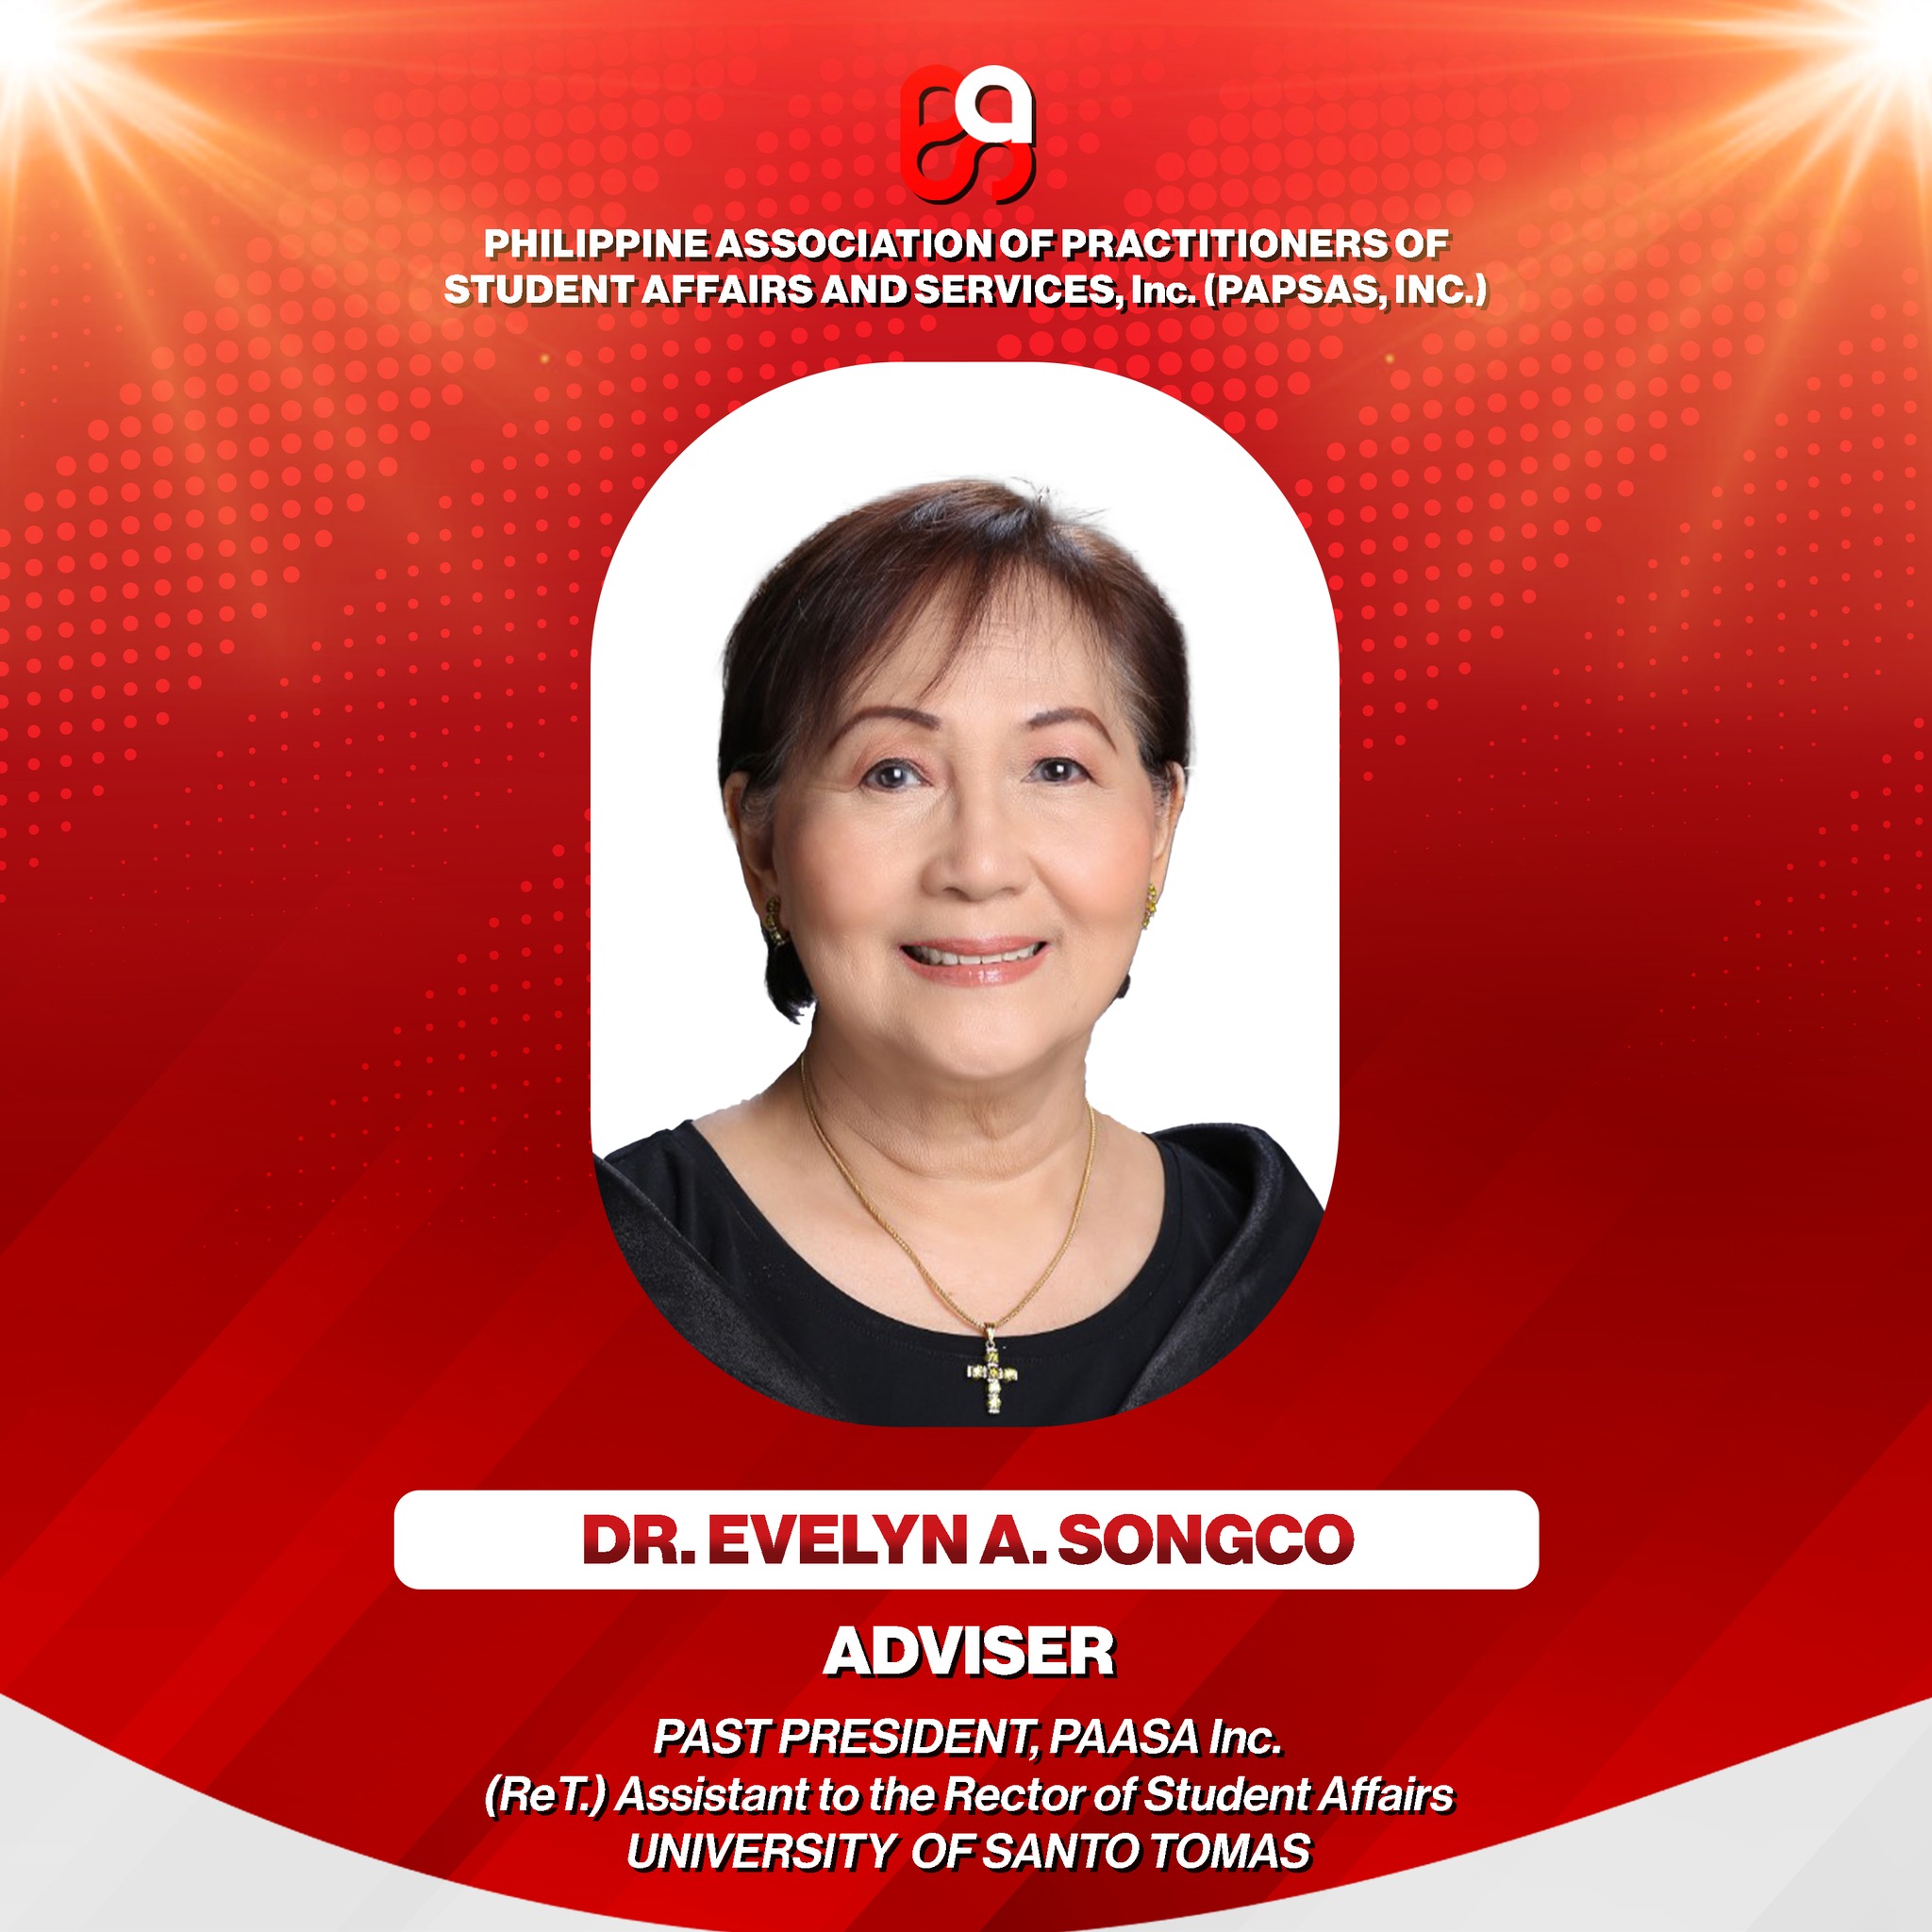 PHILIPPINE ASSOCIATION OF PRACTITIONERS OF
STUDENT AFFAIRS AND SERVICES, Inc. (PAPSAS, INC.)
DR. EVELYN A. SONGCO
ADVISER
PAST PRESIDENT, PAASA Inc.
(ReT.) Assistant to the Rector of Student Affairs
UNIVERSITY OF SANTO TOMAS